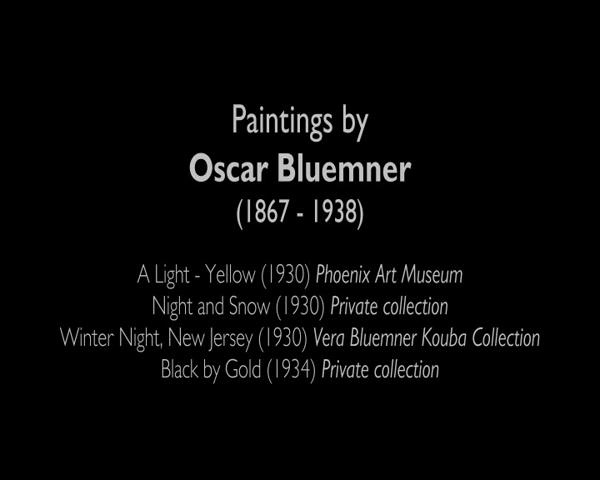 Paintings by
Oscar Bluemner
(1867 - 1938)
A Light - Yellow (1930) Phoenix Art Museum
Night and Snow (1930) Private collection
Winter Night, New Jersey (1930) Vera Bluemner Kouba Collection
Black by Gold (1934) Private collection